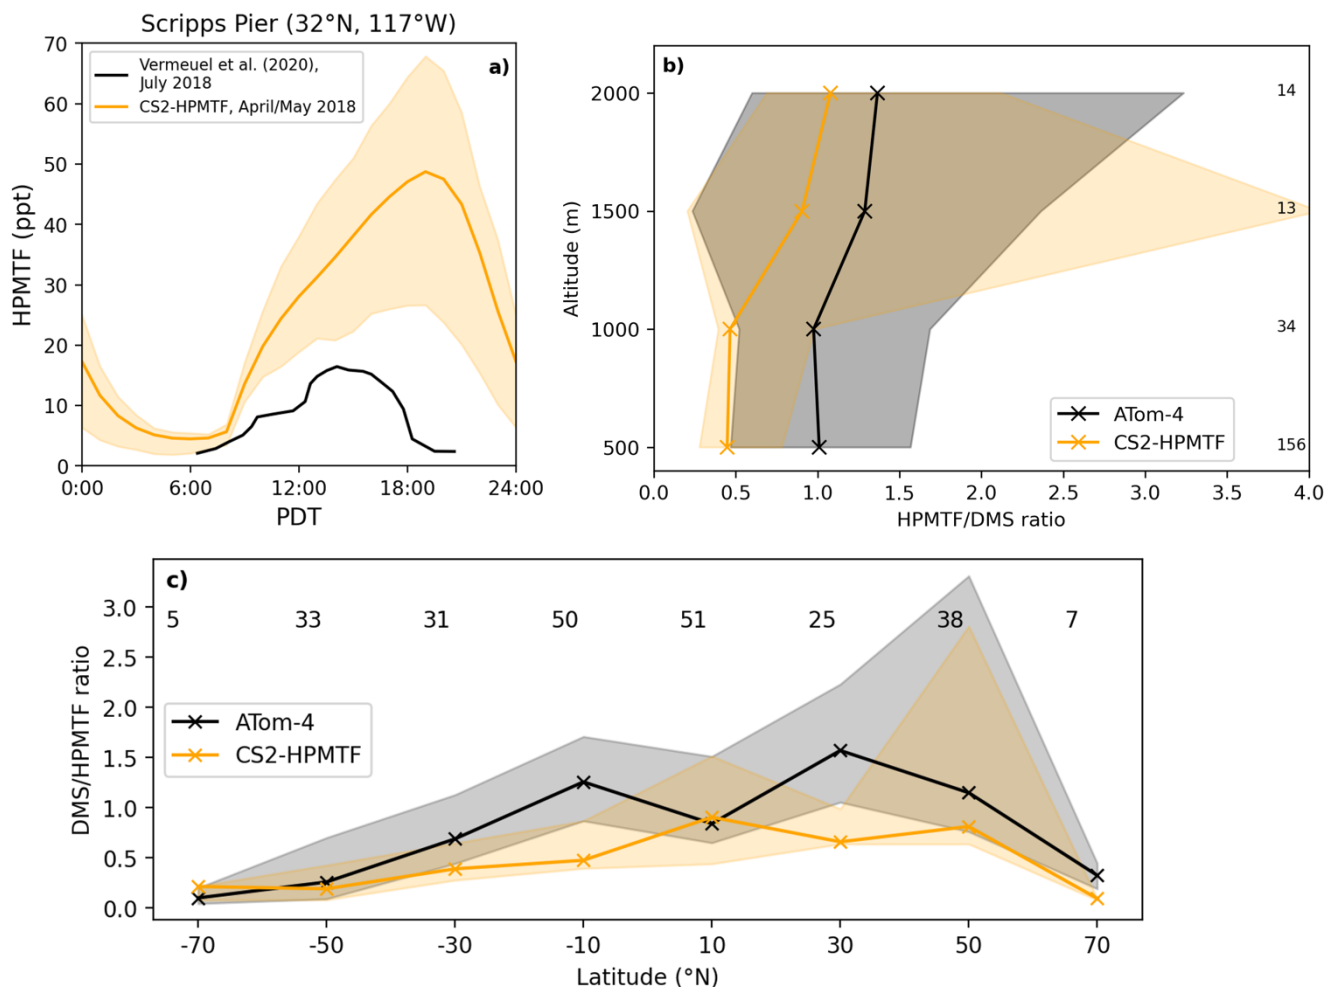 Scripps Pier (32°N, 117°W)
a)
Vermeuel et al. (2020),
July 2018
CS2-HPMTF, April/May 2018
HPMTF (ppt)
70
60
50
40
30
20
10
0
0:00 6:00 12:00 18:00 24:00
PDT
b)
Altitude (m)
2000
1500
1000
500
14
13
34
156
ATom-4
CS2-HPMTF
0.0 0.5 1.0 1.5 2.0 2.5 3.0 3.5 4.0
HPMTF/DMS ratio
c)
5 33 31 50 51 25 38 7
DMS/HPMTF ratio
3.0
2.5
2.0
1.5
1.0
0.5
0.0
ATom-4
CS2-HPMTF
-70 -50 -30 -10 10 30 50 70
Latitude (°N)